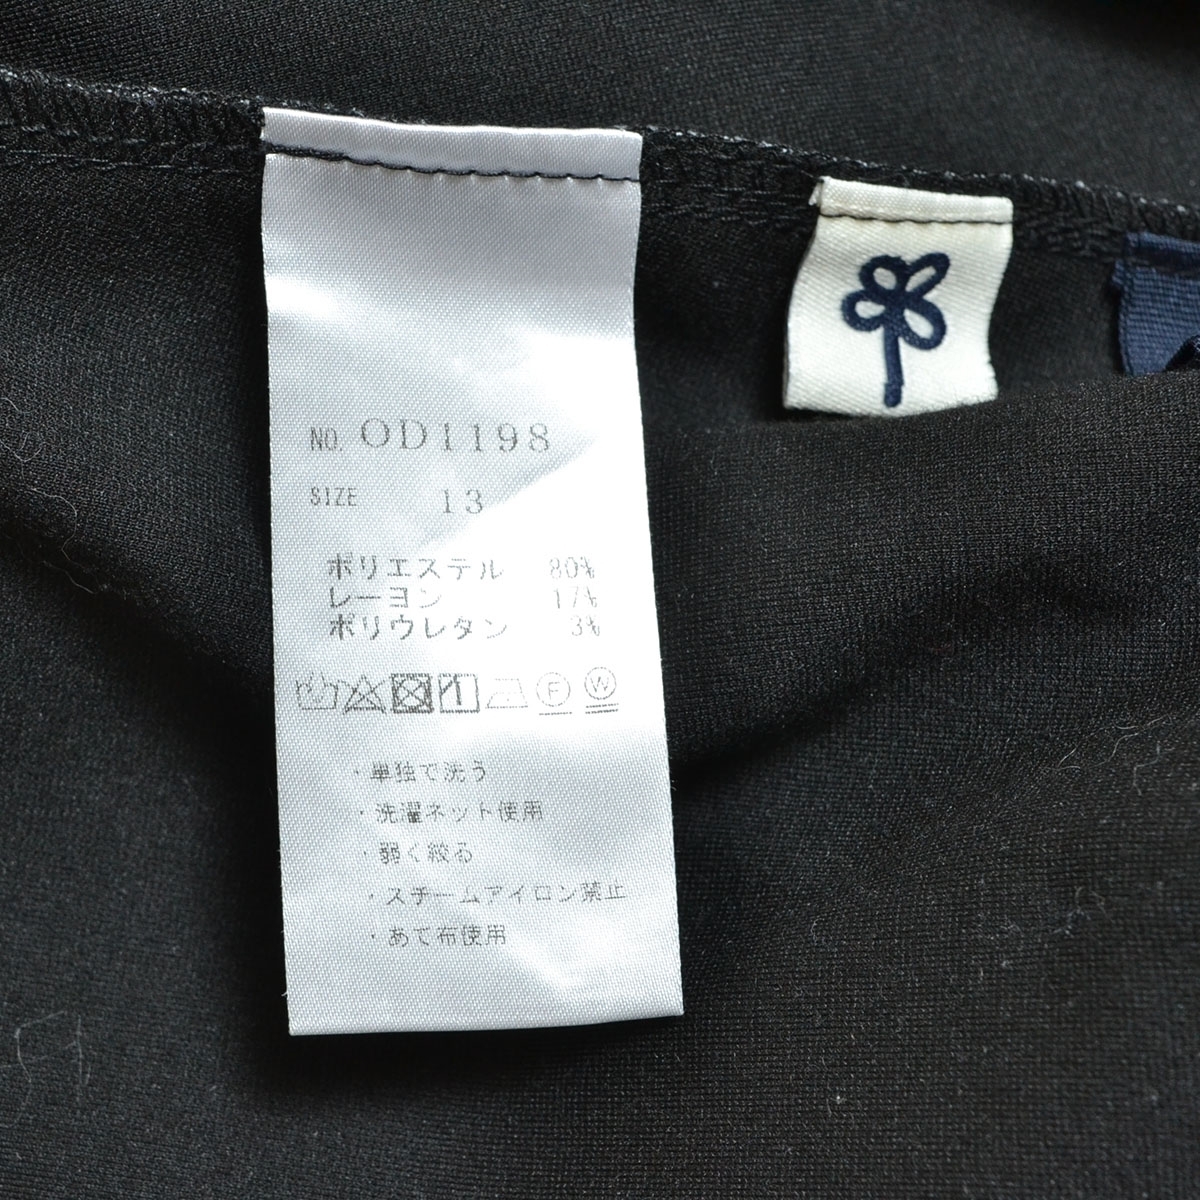 NO. OD1198
SIZE 13
ポリエステル 80%
レーヨン 17%
ポリウレタン 3%
F W
・単独で洗う
・洗濯ネット使用
・弱く絞る
・スチームアイロン禁止
・あて布使用